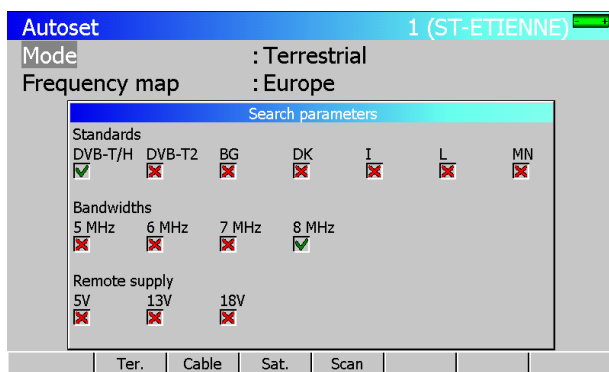 Autoset 1 (ST-ETIENNE)
Mode : Terrestrial
Frequency map : Europe
Search parameters
Standards
DVB-T/H DVB-T2 BG DK I L MN
Bandwidths
5 MHz 6 MHz 7 MHz 8 MHz
Remote supply
5V 13V 18V
Ter. Cable Sat. Scan